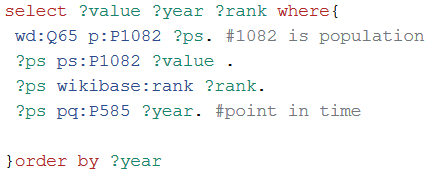 select ?value ?year ?rank where{
wd:Q65 p:P1082 ?ps. #1082 is population
?ps ps:P1082 ?value .
?ps wikibase:rank ?rank.
?ps pq:P585 ?year. #point in time
}order by ?year